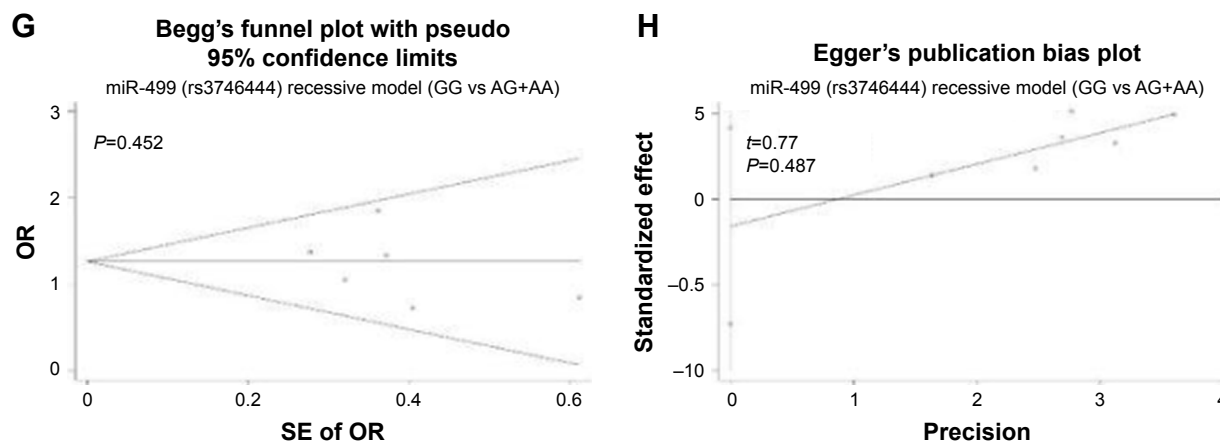 G
Begg's funnel plot with pseudo
95% confidence limits
miR-499 (rs3746444) recessive model (GG vs AG+AA)
P=0.452
3
2
1
0
OR
0
0.2
0.4
0.6
SE of OR
H
Egger's publication bias plot
miR-499 (rs3746444) recessive model (GG vs AG+AA)
t=0.77
P=0.487
5
0
−0.5
−10
Standardized effect
0
1
2
3
4
Precision